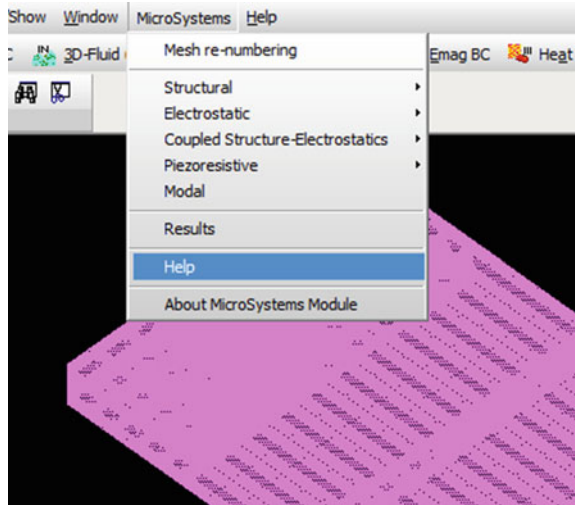 Show Window MicroSystems Help
C IN 3D-Fluid Emag BC Heat
Mesh re-numbering
Structural
Electrostatic
Coupled Structure-Electrostatics
Piezoresistive
Modal
Results
Help
About MicroSystems Module